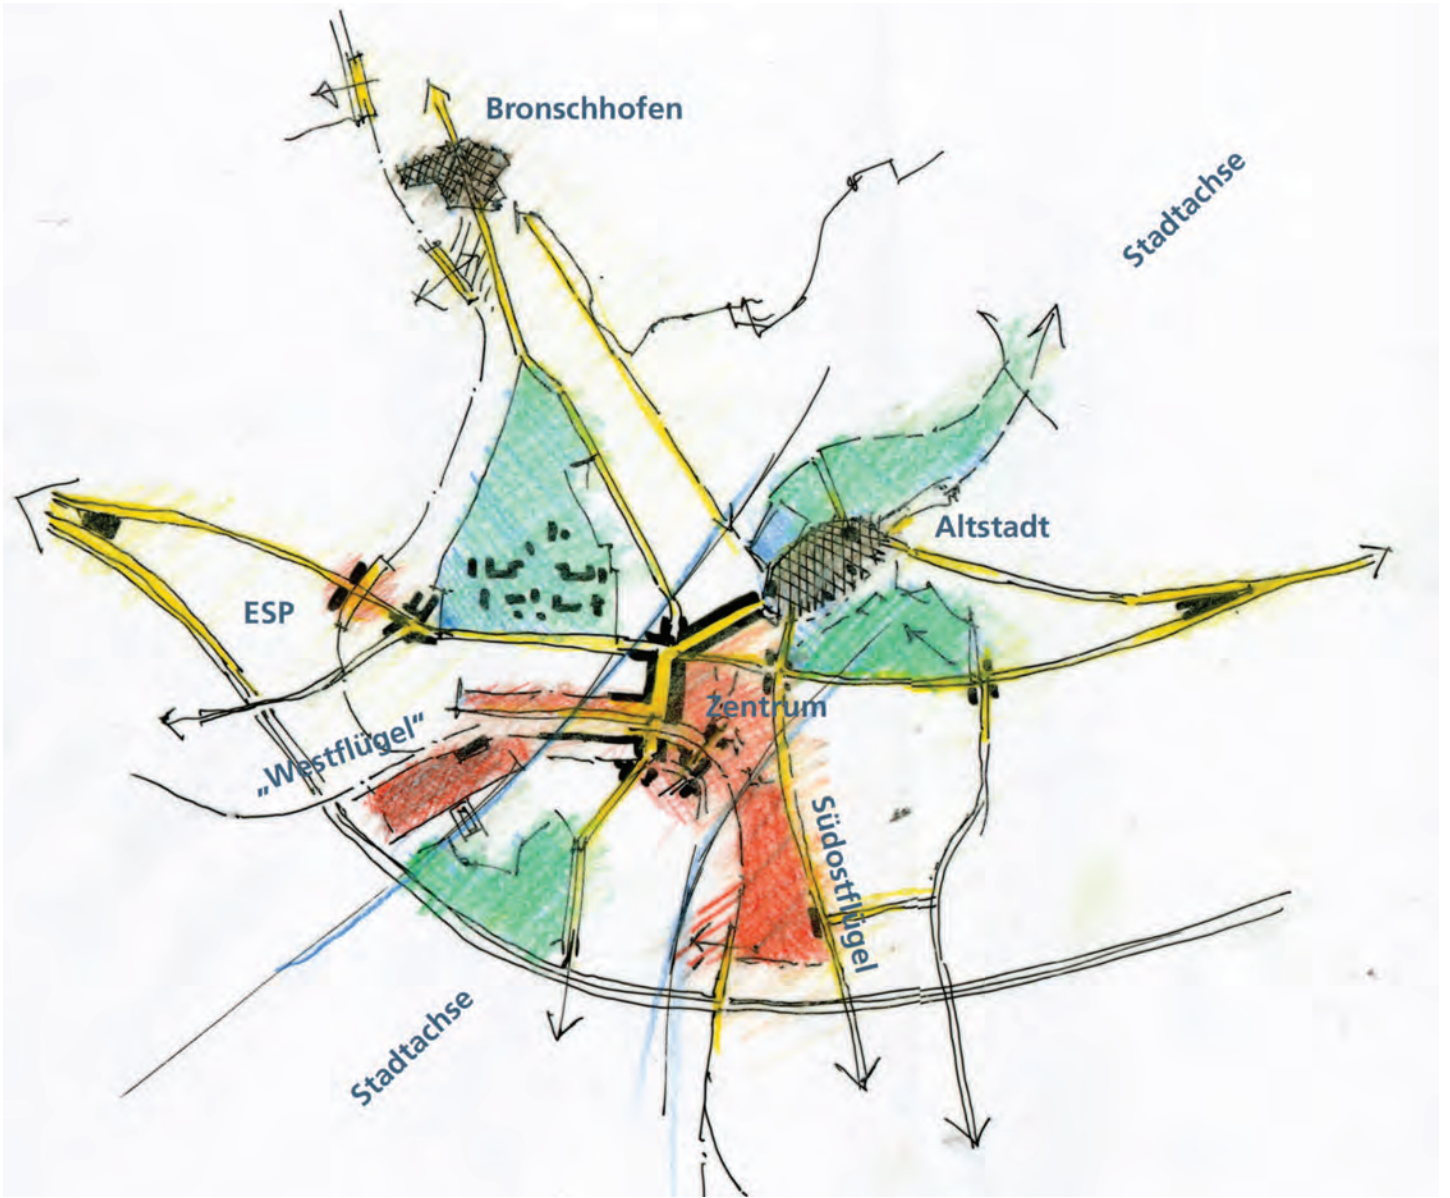 Bronschhofen
Stadtachse
Altstadt
ESP
Zentrum
„Westflügel“
Südostflügel
Stadtachse